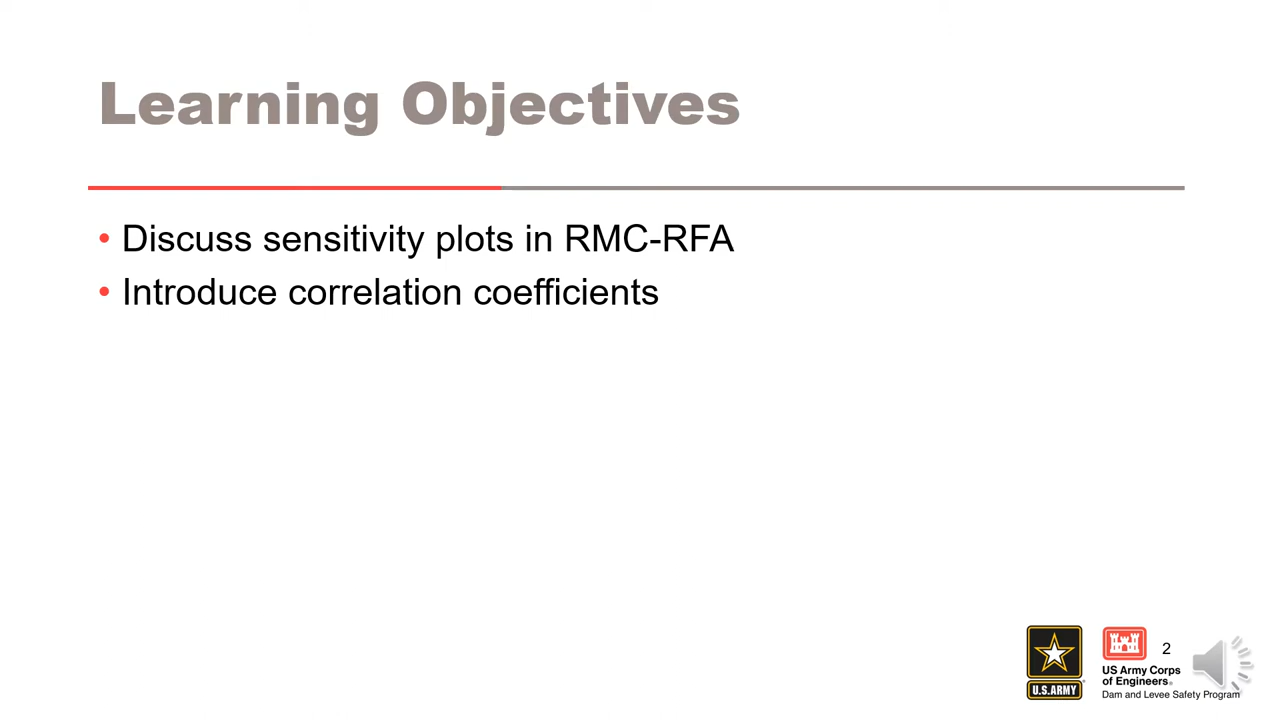 Learning Objectives
• Discuss sensitivity plots in RMC-RFA
• Introduce correlation coefficients
2
U.S.ARMY
US Army Corps
of Engineers®
Dam and Levee Safety Program